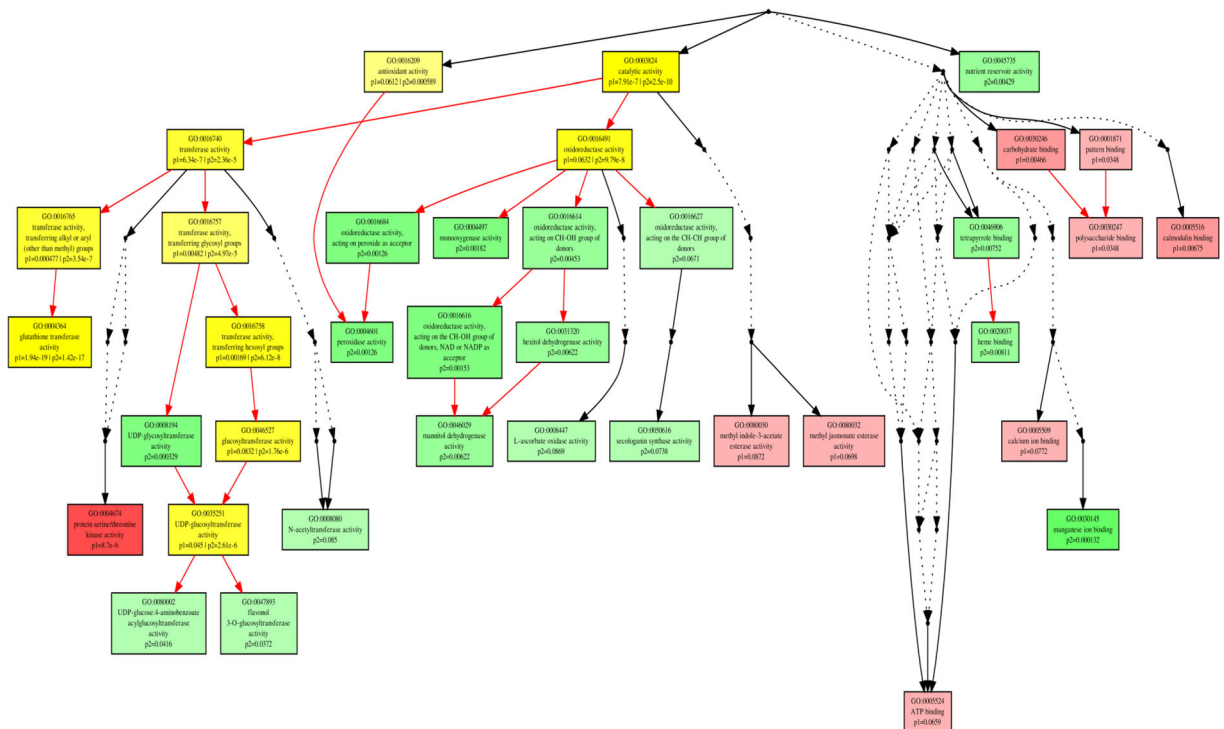 GO:0016209
antioxidant activity
p1=0.0612 | p2=0.000589
GO:0003824
catalytic activity
p1=7.91e-7 | p2=2.5e-10
GO:0045735
nutrient reservoir activity
p2=0.00429
GO:0016740
transferase activity
p1=6.34e-7 | p2=2.36e-5
GO:0016491
oxidoreductase activity
p1=0.0632 | p2=9.79e-8
GO:0030246
carbohydrate binding
p1=0.00466
GO:0001871
pattern binding
p1=0.0348
GO:0016765
transferase activity,
transferring alkyl or aryl
(other than methyl) groups
p1=0.000477 | p2=3.54e-7
GO:0016757
transferase activity,
transferring glycosyl groups
p1=0.00482 | p2=4.97e-5
GO:0016684
oxidoreductase activity,
acting on peroxide as acceptor
p2=0.00126
GO:0004497
monooxygenase activity
p2=0.00182
GO:0016614
oxidoreductase activity,
acting on CH-OH group of
donors
p2=0.00453
GO:0016627
oxidoreductase activity,
acting on the CH-CH group of
donors
p2=0.0671
GO:0046906
tetrapyrrole binding
p2=0.00752
GO:0030247
polysaccharide binding
p1=0.0348
GO:0005516
calmodulin binding
p1=0.00675
GO:0004364
glutathione transferase
activity
p1=1.94e-19 | p2=1.42e-17
GO:0016758
transferase activity,
transferring hexosyl groups
p1=0.00169 | p2=6.12e-8
GO:0004601
peroxidase activity
p2=0.00126
GO:0016616
oxidoreductase activity,
acting on the CH-OH group of
donors, NAD or NADP as
acceptor
p2=0.00153
GO:0031320
hexitol dehydrogenase activity
p2=0.00622
GO:0020037
heme binding
p2=0.00811
GO:0008194
UDP-glycosyltransferase
activity
p2=0.000329
GO:0046527
glucosyltransferase activity
p1=0.0832 | p2=1.76e-6
GO:0046029
mannitol dehydrogenase
activity
p2=0.00622
GO:0008447
L-ascorbate oxidase activity
p2=0.0869
GO:0050616
secologanin synthase activity
p2=0.0738
GO:0080030
methyl indole-3-acetate
esterase activity
p1=0.0872
GO:0080032
methyl jasmonate esterase
activity
p1=0.0698
GO:0005509
calcium ion binding
p1=0.0772
GO:0004674
protein serine/threonine
kinase activity
p1=8.7e-6
GO:0035251
UDP-glucosyltransferase
activity
p1=0.045 | p2=2.61e-6
GO:0008080
N-acetyltransferase activity
p2=0.085
GO:0030145
manganese ion binding
p2=0.000132
GO:0080002
UDP-glucose:4-aminobenzoate
acylglucosyltransferase
activity
p2=0.0416
GO:0047893
flavonol
3-O-glucosyltransferase
activity
p2=0.0372
GO:0005524
ATP binding
p1=0.0659